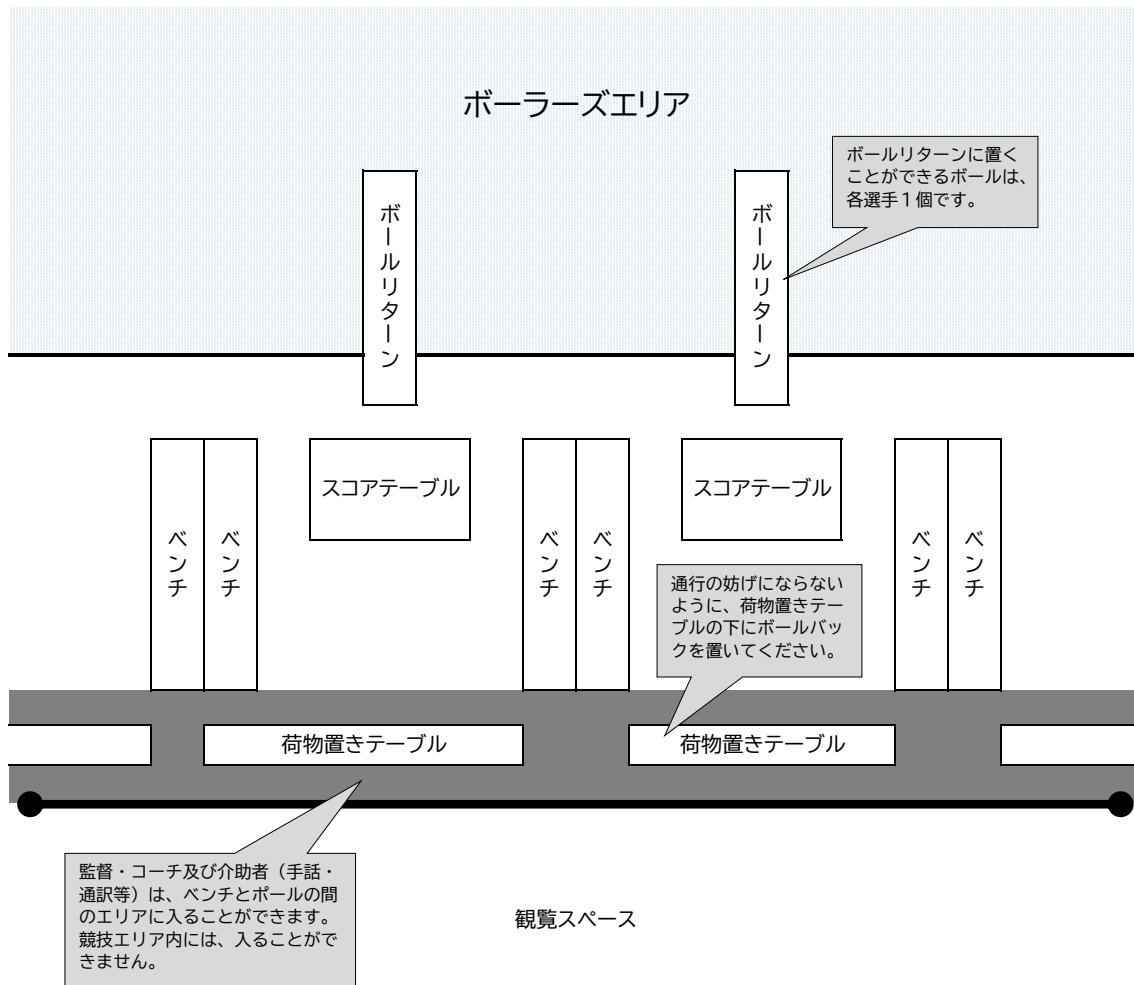 ボーラーズエリア
ボールリターンに置く
ことができるボールは、
各選手１個です。
ボールリターン
ボールリターン
スコアテーブル
スコアテーブル
ベンチ
ベンチ
ベンチ
ベンチ
ベンチ
ベンチ
通行の妨げにならない
ように、荷物置きテー
ブルの下にボールバッ
クを置いてください。
荷物置きテーブル
荷物置きテーブル
監督・コーチ及び介助者（手話・
通訳等）は、ベンチとポールの間
のエリアに入ることができます。
競技エリア内には、入ることがで
きません。
観覧スペース